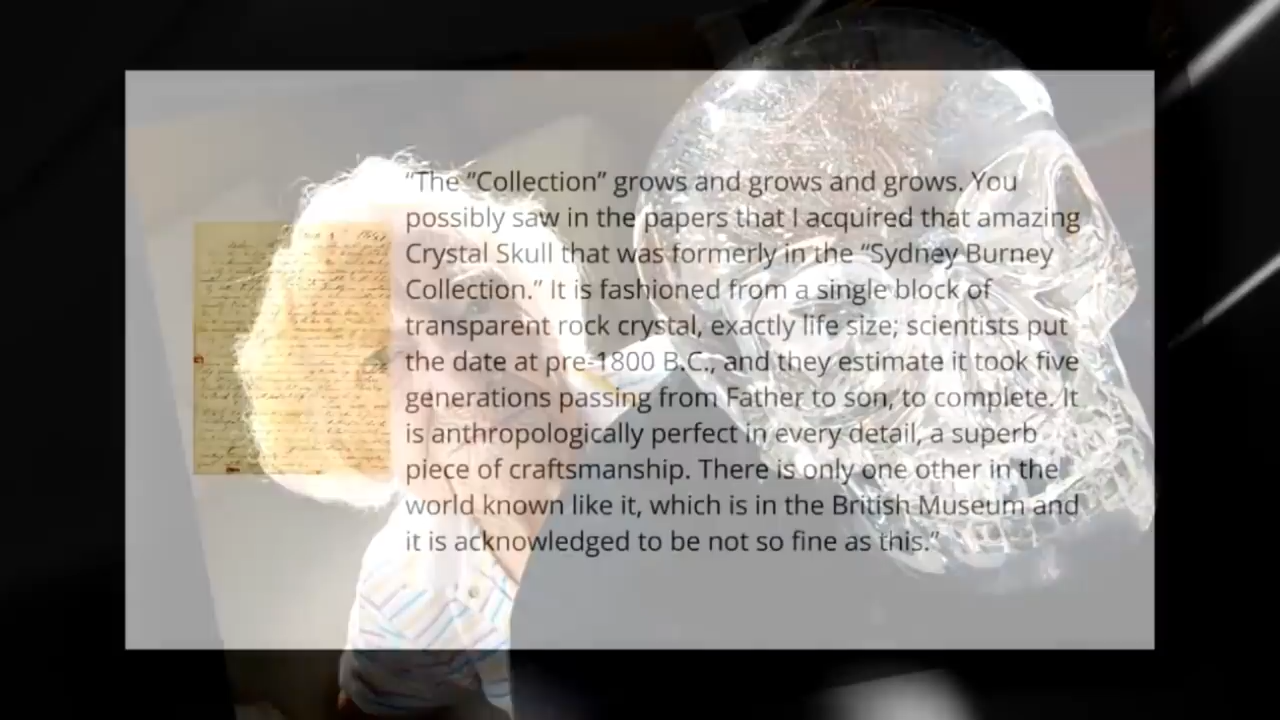 “The ”Collection” grows and grows and grows. You
possibly saw in the papers that I acquired that amazing
Crystal Skull that was formerly in the “Sydney Burney
Collection.” It is fashioned from a single block of
transparent rock crystal, exactly life size; scientists put
the date at pre-1800 B.C., and they estimate it took five
generations passing from Father to son, to complete. It
is anthropologically perfect in every detail, a superb
piece of craftsmanship. There is only one other in the
world known like it, which is in the British Museum and
it is acknowledged to be not so fine as this.”